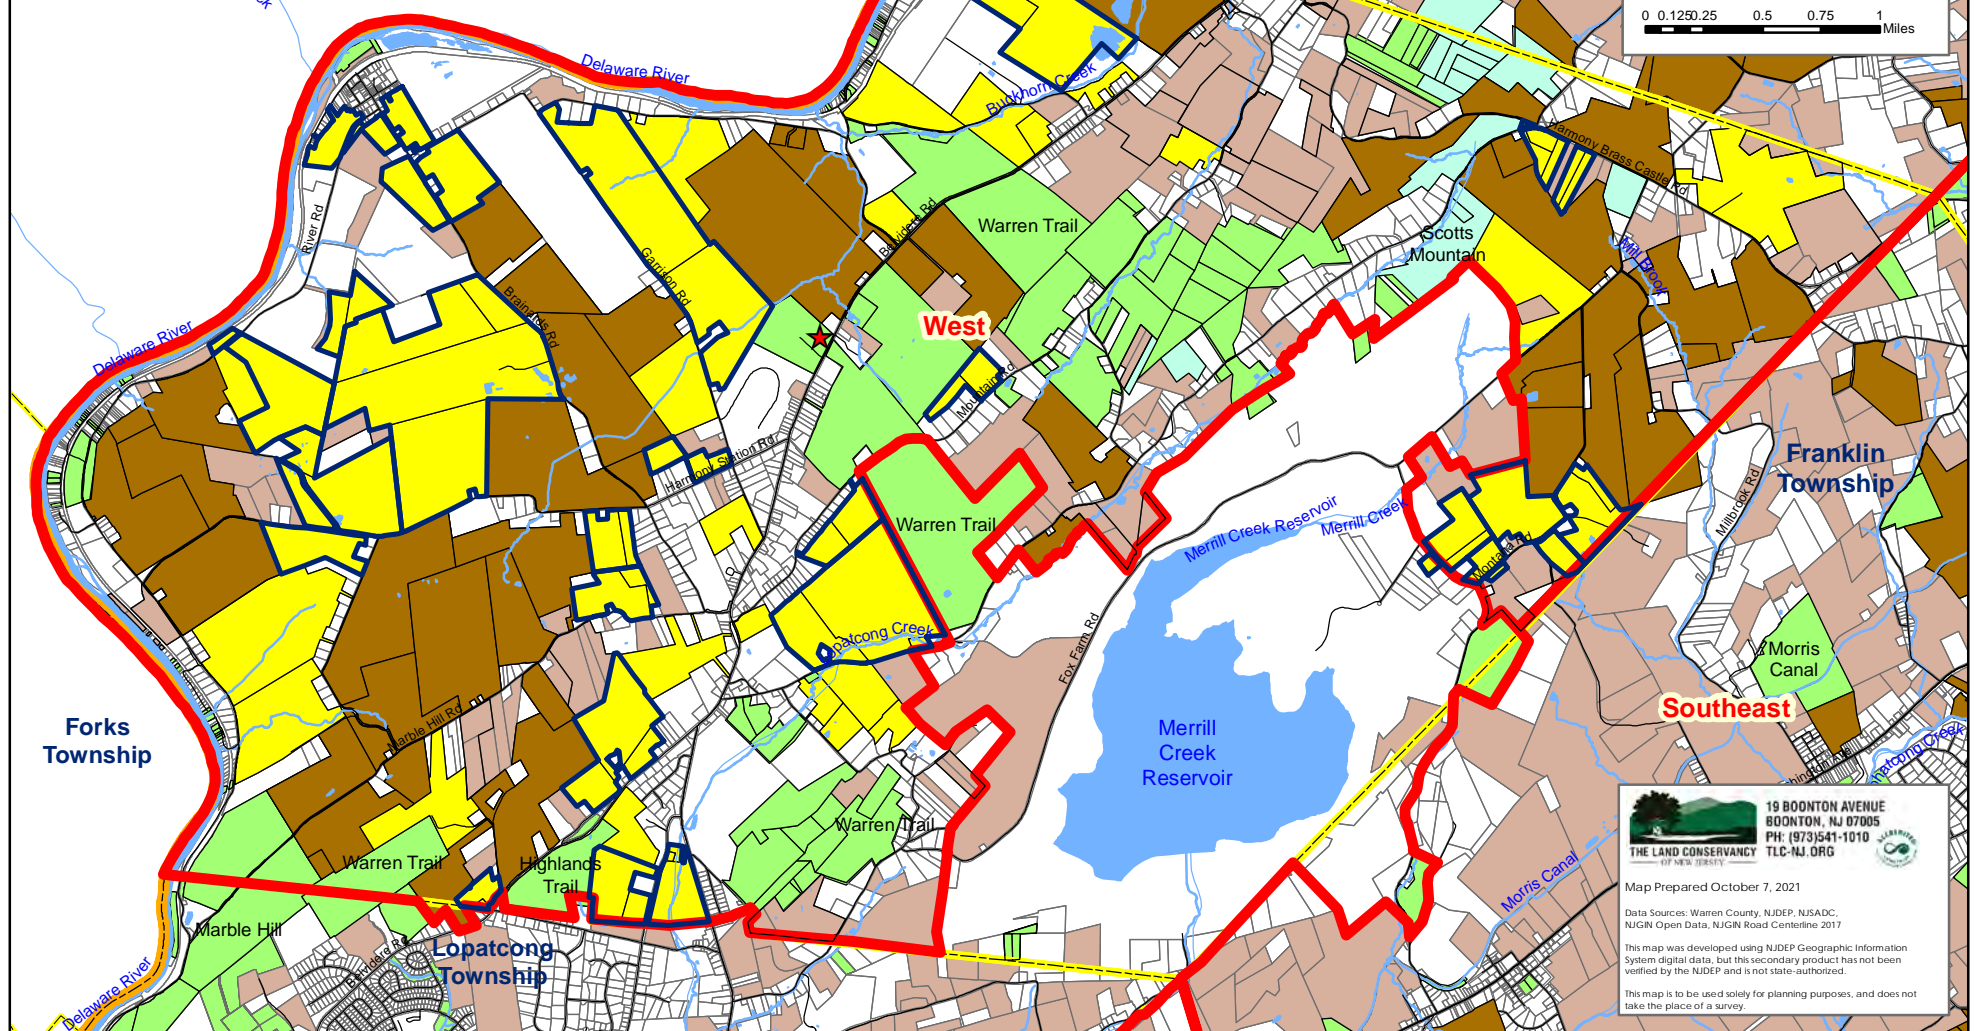 0 0.125 0.25 0.5 0.75 1
Miles
Delaware River
Buckhorn Creek
Harmony Brass Castle Rd
River Rd
Belvidere Rd
Warren Trail
Scotts
Mountain
Mill Brook
Garrison Rd
Brainards Rd
West
Delaware River
Mountain Rd
Harmony Station Rd
Franklin
Township
Millbrook Rd
Warren Trail
Merrill Creek Reservoir
Merrill Creek
Montana Rd
Lopatcong Creek
Fox Farm Rd
Morris
Canal
Southeast
Marble Hill Rd
Forks
Township
Merrill
Creek
Reservoir
Warren Trail
Warren Trail
Highlands
Trail
Morris Canal
Marble Hill
Belvidere Rd
Lopatcong
Township
Delaware River
THE LAND CONSERVANCY
OF NEW JERSEY
19 BOONTON AVENUE
BOONTON, NJ 07005
PH: (973)541-1010
TLC-NJ.ORG
Map Prepared October 7, 2021
Data Sources: Warren County, NJDEP, NJSADC,
NJGIN Open Data, NJGIN Road Centerline 2017
This map was developed using NJDEP Geographic Information
System digital data, but this secondary product has not been
verified by the NJDEP and is not state-authorized.
This map is to be used solely for planning purposes, and does not
take the place of a survey.